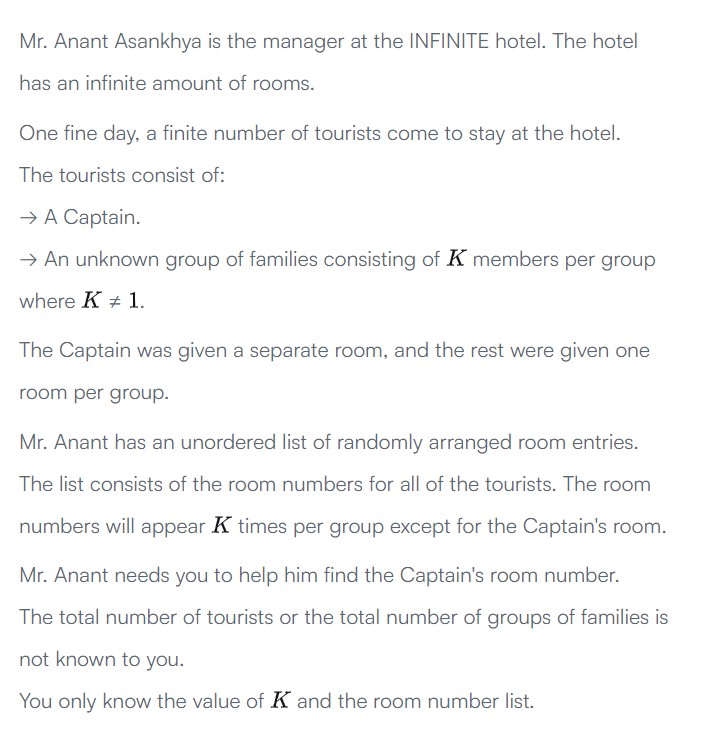 Mr. Anant Asankhya is the manager at the INFINITE hotel. The hotel
has an infinite amount of rooms.
One fine day, a finite number of tourists come to stay at the hotel.
The tourists consist of:
→ A Captain.
→ An unknown group of families consisting of K members per group
where K ≠ 1.
The Captain was given a separate room, and the rest were given one
room per group.
Mr. Anant has an unordered list of randomly arranged room entries.
The list consists of the room numbers for all of the tourists. The room
numbers will appear K times per group except for the Captain's room.
Mr. Anant needs you to help him find the Captain's room number.
The total number of tourists or the total number of groups of families is
not known to you.
You only know the value of K and the room number list.